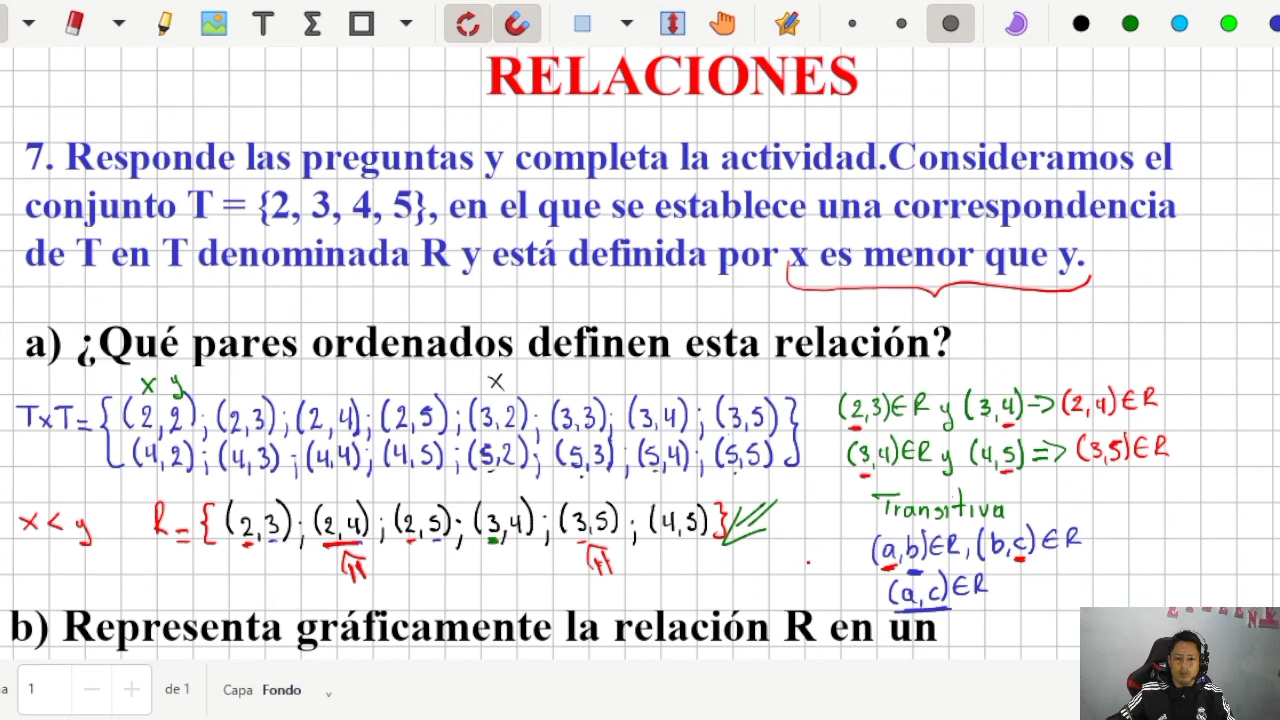 RELACIONES
7. Responde las preguntas y completa la actividad.Consideramos el
conjunto T = {2, 3, 4, 5}, en el que se establece una correspondencia
de T en T denominada R y está definida por x es menor que y.
a) ¿Qué pares ordenados definen esta relación?
x y x
TxT= {(2,2); (2,3); (2,4); (2,5); (3,2); (3,3); (3,4); (3,5)}
(4,2); (4,3); (4,4); (4,5); (5,2); (5,3); (5,4); (5,5)
(2,3)∈R y (3,4)=>(2,4)∈R
(3,4)∈R y (4,5)=>(3,5)∈R
x < y R = {(2,3); (2,4); (2,5); (3,4); (3,5); (4,5)}
Transitiva
(a,b)∈R,(b,c)∈R
(a,c)∈R
b) Representa gráficamente la relación R en un
1 de 1 Capa Fondo